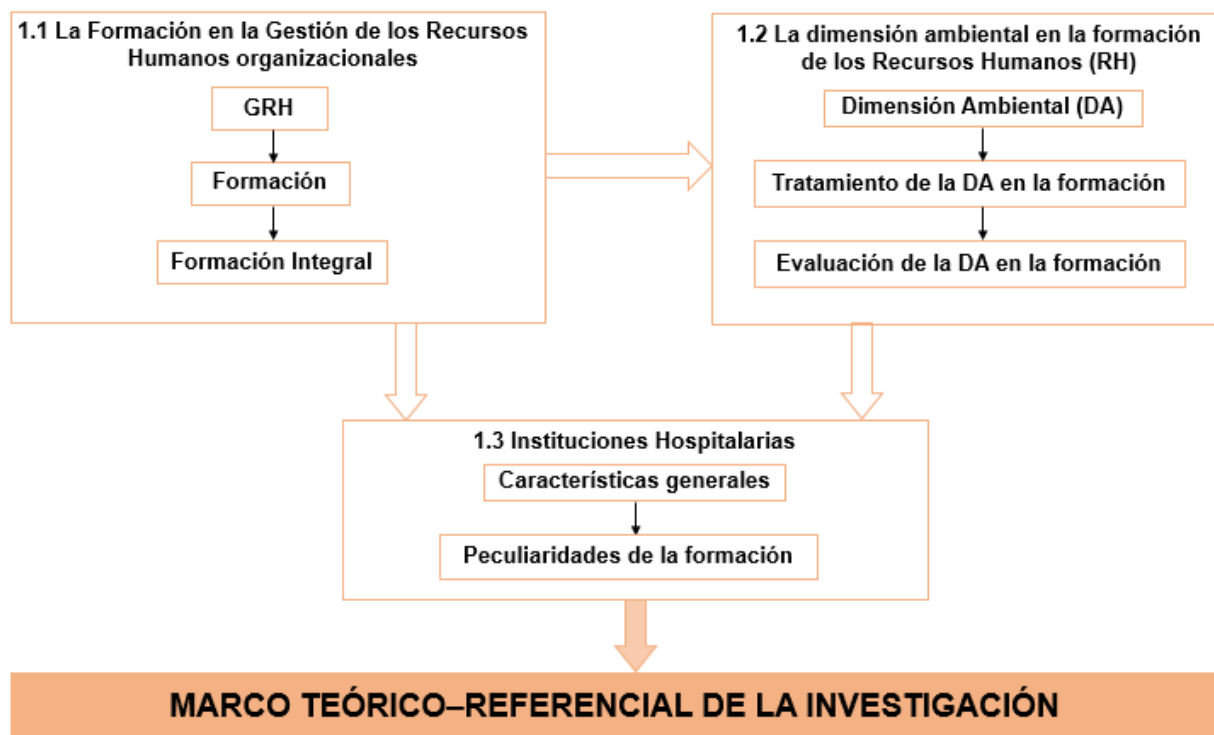 1.1 La Formación en la Gestión de los Recursos
Humanos organizacionales
GRH
Formación
Formación Integral
1.2 La dimensión ambiental en la formación
de los Recursos Humanos (RH)
Dimensión Ambiental (DA)
Tratamiento de la DA en la formación
Evaluación de la DA en la formación
1.3 Instituciones Hospitalarias
Características generales
Peculiaridades de la formación
MARCO TEÓRICO–REFERENCIAL DE LA INVESTIGACIÓN